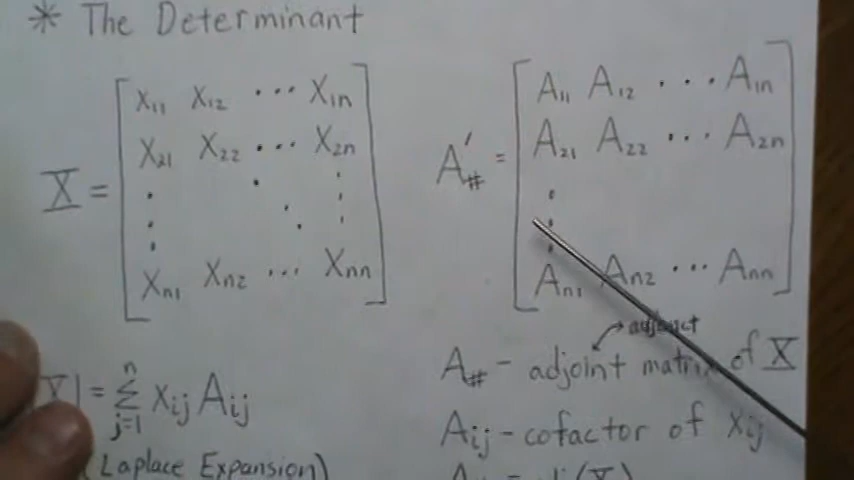 * The Determinant
X = [ x11 x12 ... x1n
x21 x22 ... x2n
xn1 xn2 ... xnn ]
A'# = [ A11 A12 ... A1n
A21 A22 ... A2n
An1 An2 ... Ann ]
|X| = Σ j=1 n xij Aij
(Laplace Expansion)
adjunct
A# - adjoint matrix of X
Aij - cofactor of xij